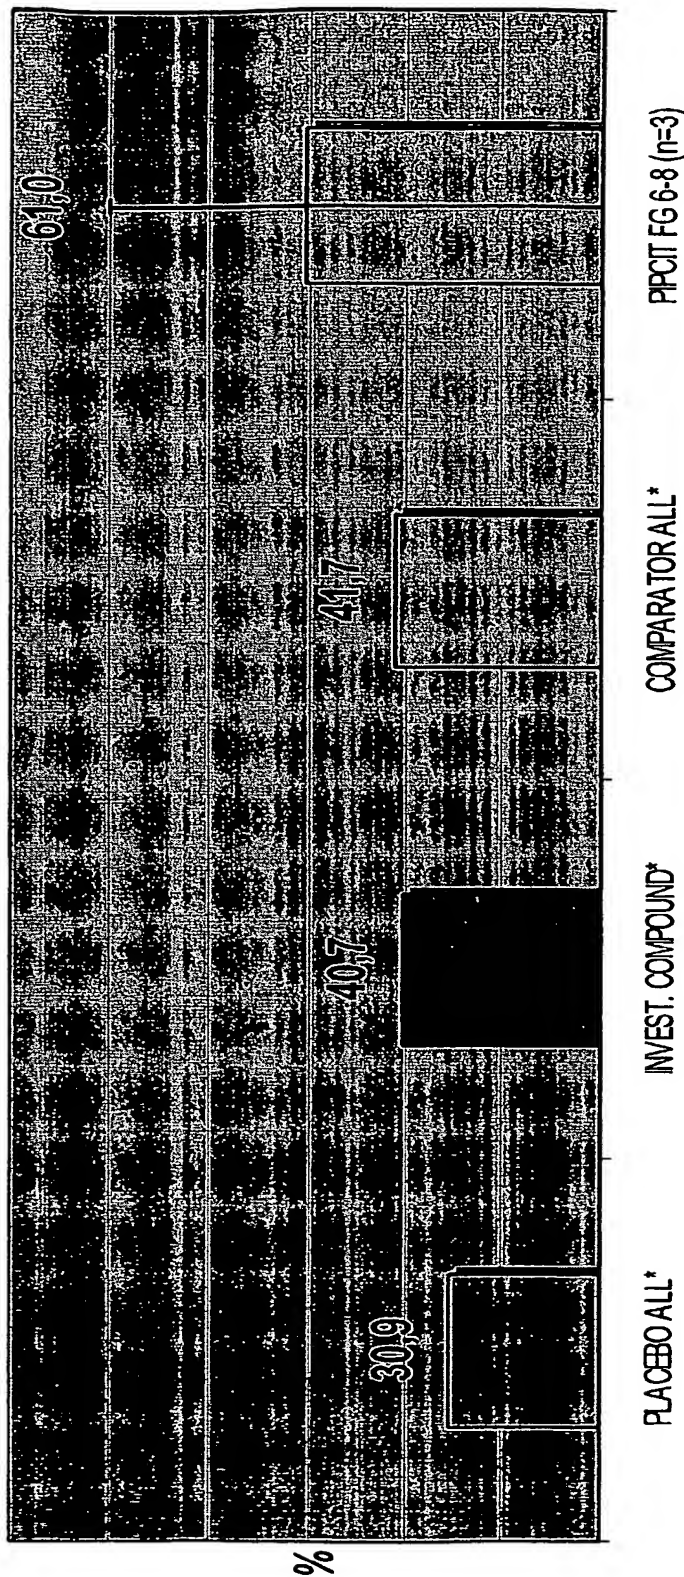 %
30,9
40,7
41,7
61,0
PLACEBO ALL*
INVEST. COMPOUND*
COMPARATOR ALL*
PIPCIT FG 6-8 (n=3)